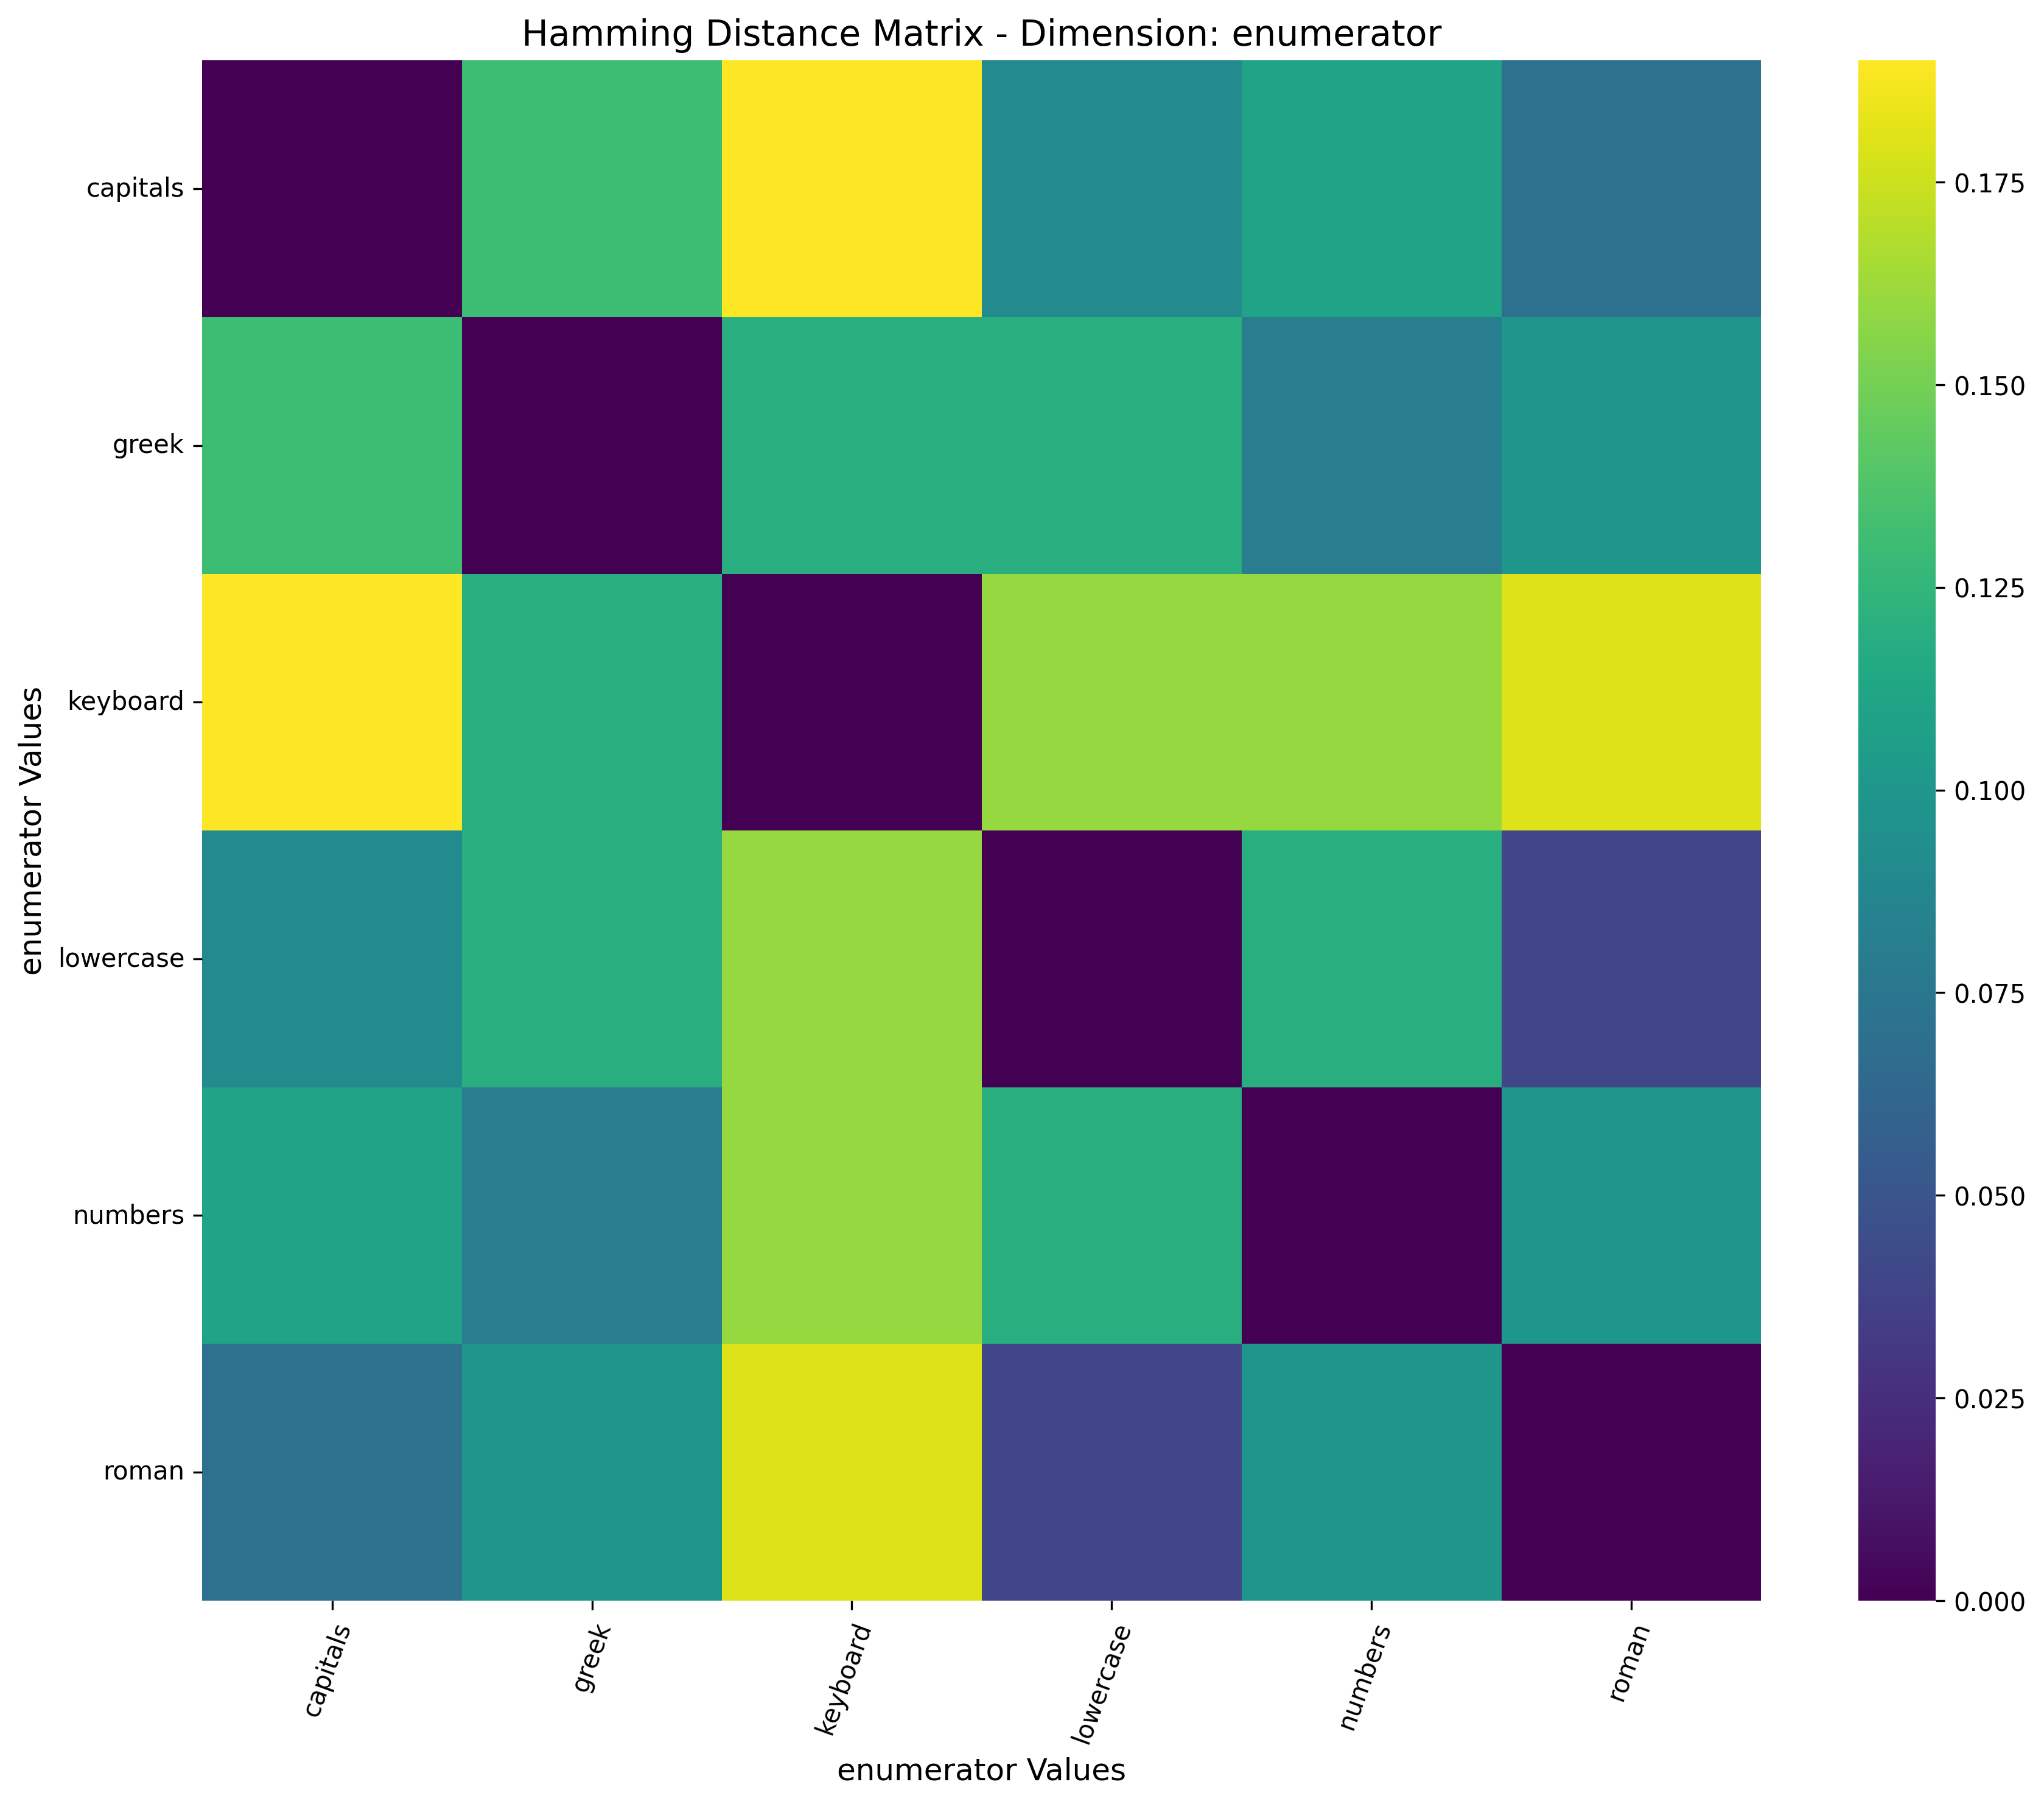 Hamming Distance Matrix - Dimension: enumerator
enumerator Values
capitals
greek
keyboard
lowercase
numbers
roman
capitals
greek
keyboard
lowercase
numbers
roman
enumerator Values
0.175
0.150
0.125
0.100
0.075
0.050
0.025
0.000